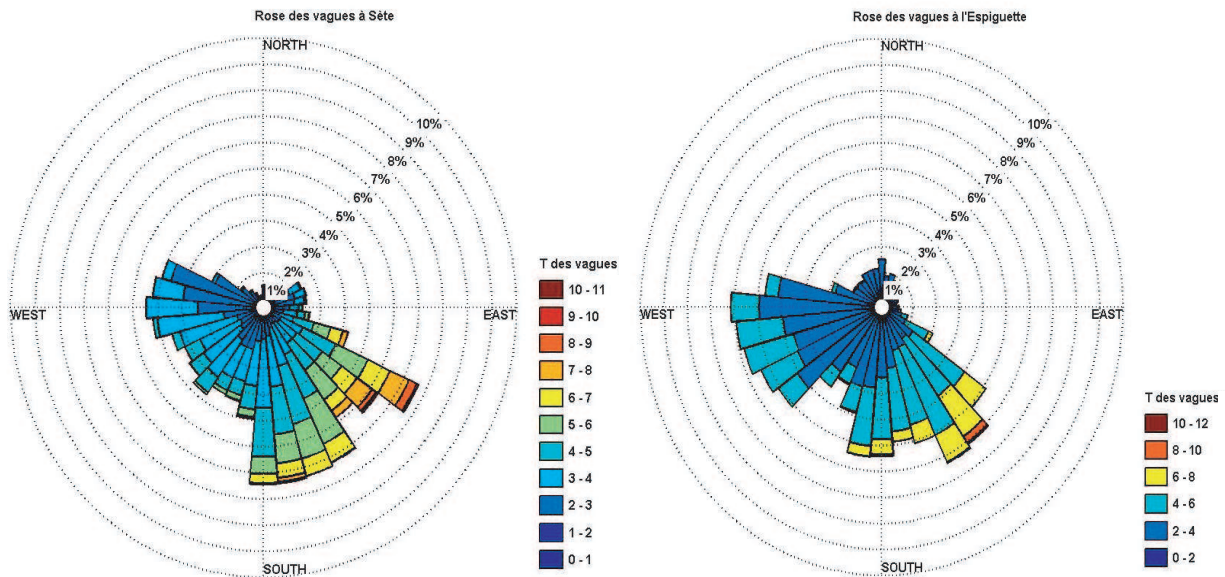 Rose des vagues à Sète
NORTH
10%
9%
8%
7%
6%
5%
4%
3%
2%
1%
WEST
EAST
SOUTH
T des vagues
10 - 11
9 - 10
8 - 9
7 - 8
6 - 7
5 - 6
4 - 5
3 - 4
2 - 3
1 - 2
0 - 1
Rose des vagues à l'Espiguette
NORTH
10%
9%
8%
7%
6%
5%
4%
3%
2%
1%
WEST
EAST
SOUTH
T des vagues
10 - 12
8 - 10
6 - 8
4 - 6
2 - 4
0 - 2